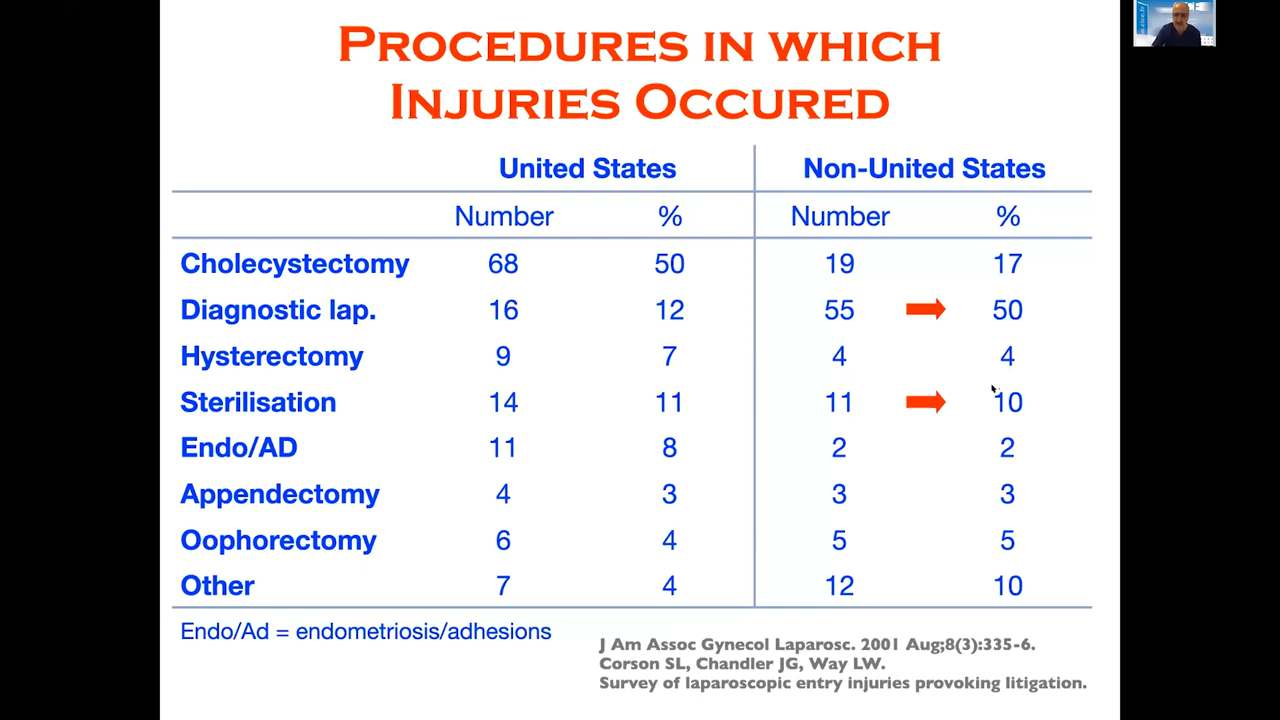 PROCEDURES IN WHICH
INJURIES OCCURED
United States Non-United States
Number % Number %
Cholecystectomy 68 50 19 17
Diagnostic lap. 16 12 55 50
Hysterectomy 9 7 4 4
Sterilisation 14 11 11 10
Endo/AD 11 8 2 2
Appendectomy 4 3 3 3
Oophorectomy 6 4 5 5
Other 7 4 12 10
Endo/Ad = endometriosis/adhesions
J Am Assoc Gynecol Laparosc. 2001 Aug;8(3):335-6.
Corson SL, Chandler JG, Way LW.
Survey of laparoscopic entry injuries provoking litigation.